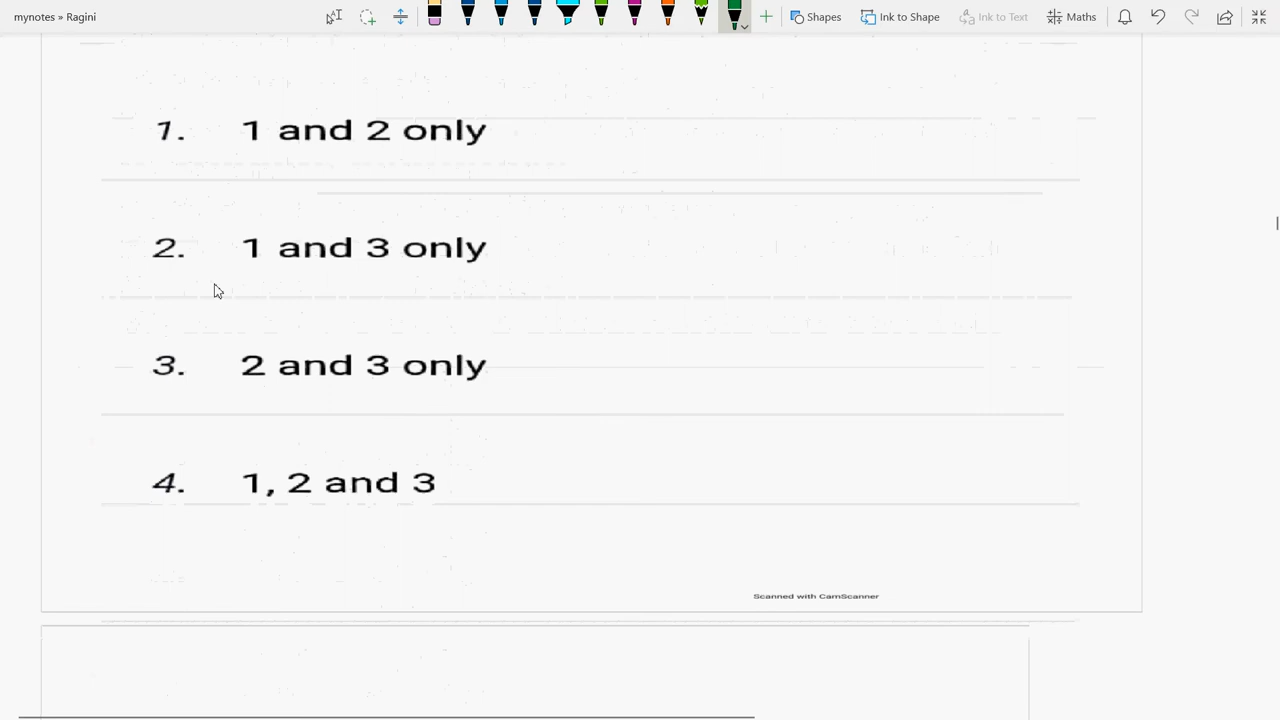 mynotes » Ragini
Shapes
Ink to Shape
Ink to Text
Maths
1. 1 and 2 only
2. 1 and 3 only
3. 2 and 3 only
4. 1, 2 and 3
Scanned with CamScanner